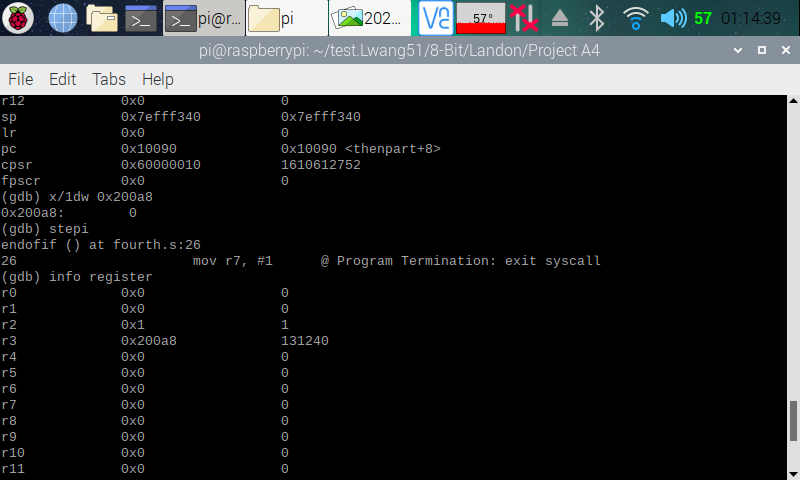 pi@r... pi 202... 57° 57 01:14:39
pi@raspberrypi: ~/test.Lwang51/8-Bit/Landon/Project A4
File Edit Tabs Help
r12 0x0 0
sp 0x7efff340 0x7efff340
lr 0x0 0
pc 0x10090 0x10090 <thenpart+8>
cpsr 0x60000010 1610612752
fpscr 0x0 0
(gdb) x/1dw 0x200a8
0x200a8: 0
(gdb) stepi
endofif () at fourth.s:26
26 mov r7, #1 @ Program Termination: exit syscall
(gdb) info register
r0 0x0 0
r1 0x0 0
r2 0x1 1
r3 0x200a8 131240
r4 0x0 0
r5 0x0 0
r6 0x0 0
r7 0x0 0
r8 0x0 0
r9 0x0 0
r10 0x0 0
r11 0x0 0